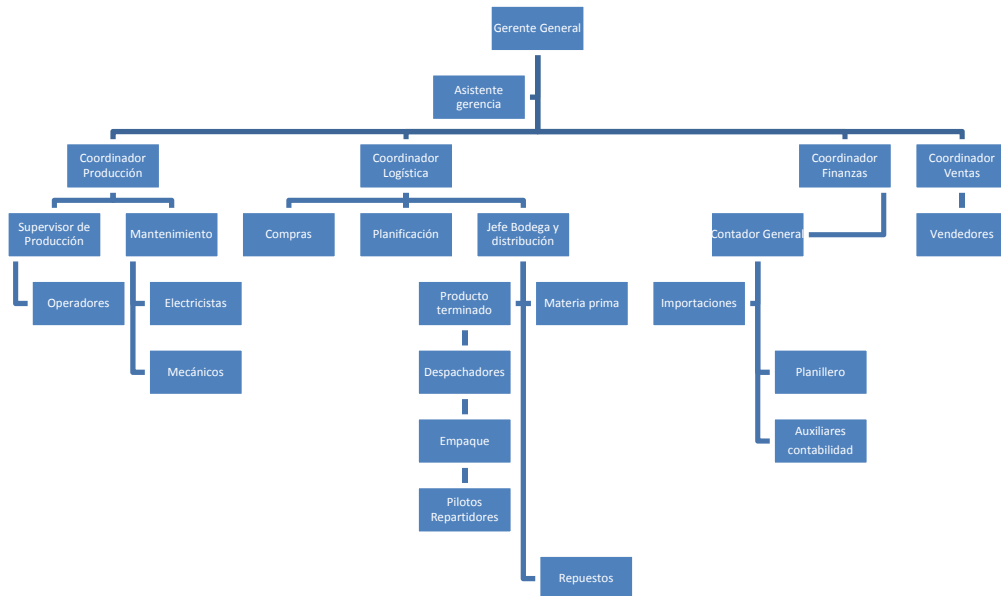 Gerente General
Asistente
gerencia
Coordinador
Producción
Coordinador
Logística
Coordinador
Finanzas
Coordinador
Ventas
Supervisor de
Producción
Mantenimiento
Compras
Planificación
Jefe Bodega y
distribución
Contador General
Vendedores
Operadores
Electricistas
Producto
terminado
Materia prima
Importaciones
Mecánicos
Despachadores
Planillero
Empaque
Auxiliares
contabilidad
Pilotos
Repartidores
Repuestos